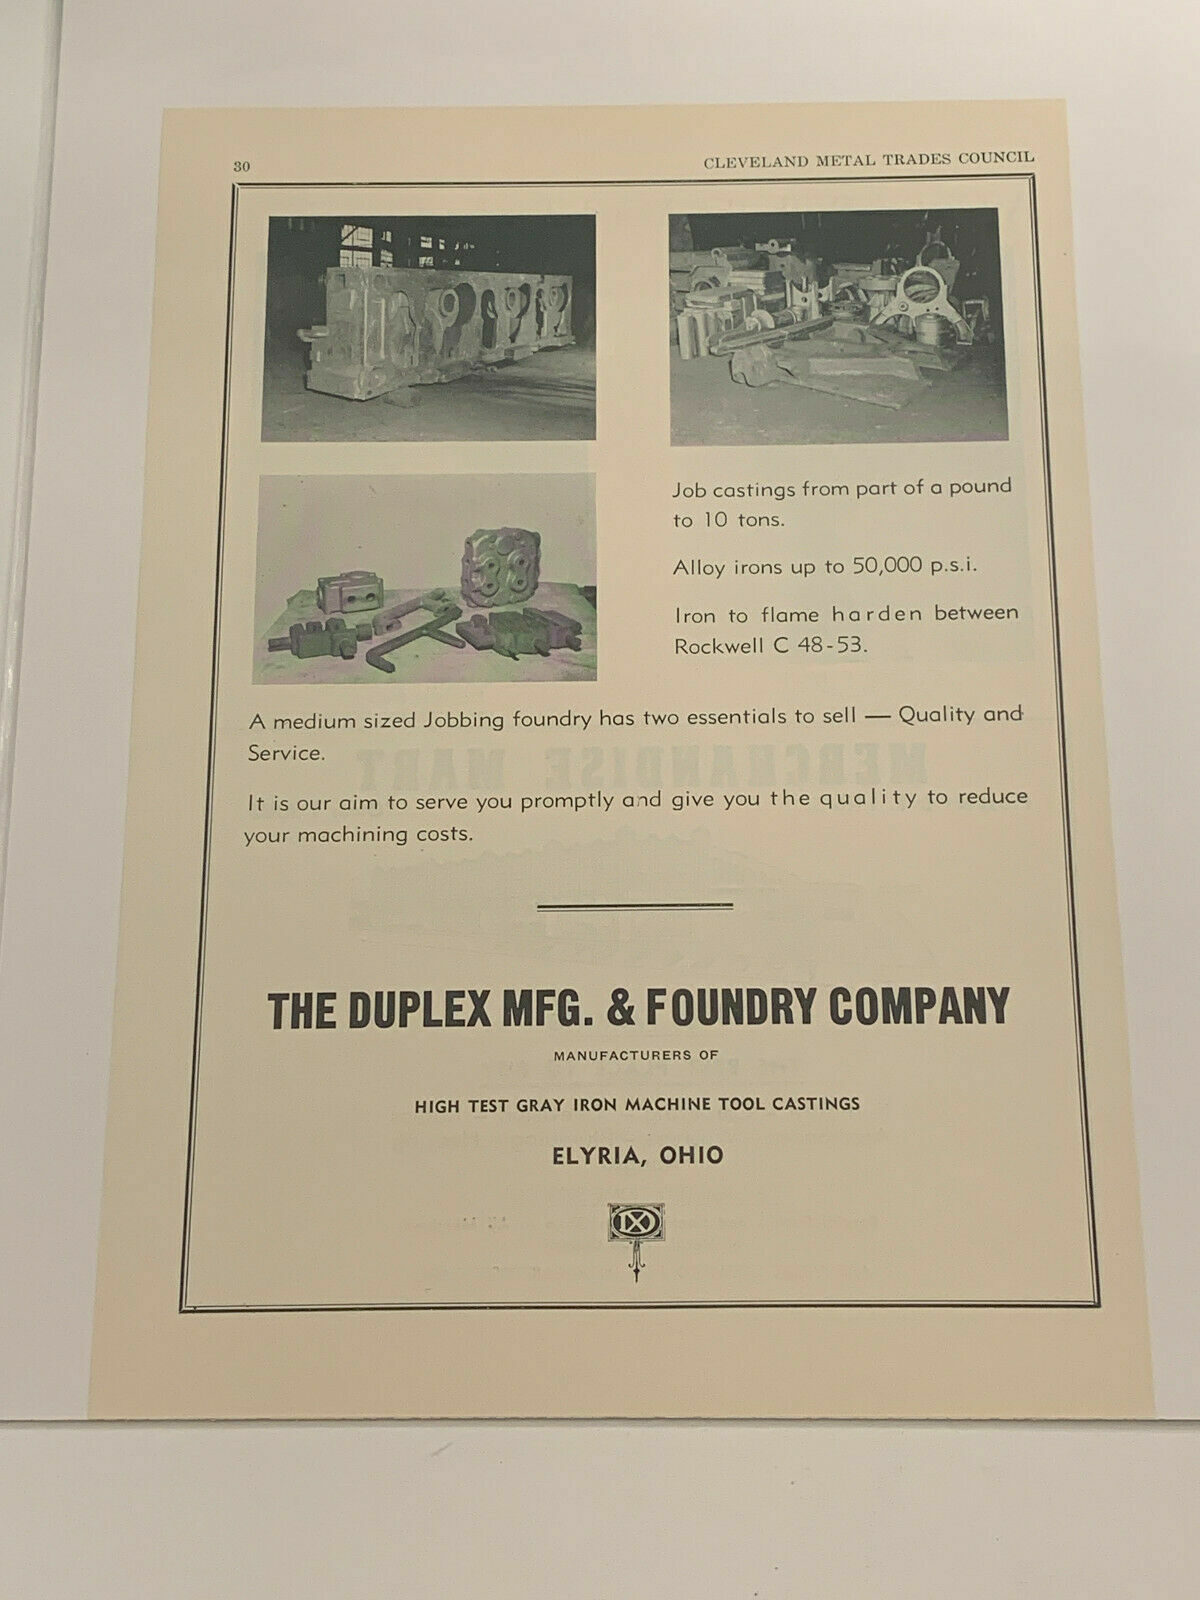 30
CLEVELAND METAL TRADES COUNCIL
Job castings from part of a pound
to 10 tons.
Alloy irons up to 50,000 p.s.i.
Iron to flame harden between
Rockwell C 48-53.
A medium sized Jobbing foundry has two essentials to sell — Quality and
Service.
It is our aim to serve you promptly and give you the quality to reduce
your machining costs.
MERCHANDISE MART
THE DUPLEX MFG. & FOUNDRY COMPANY
MANUFACTURERS OF
HIGH TEST GRAY IRON MACHINE TOOL CASTINGS
ELYRIA, OHIO